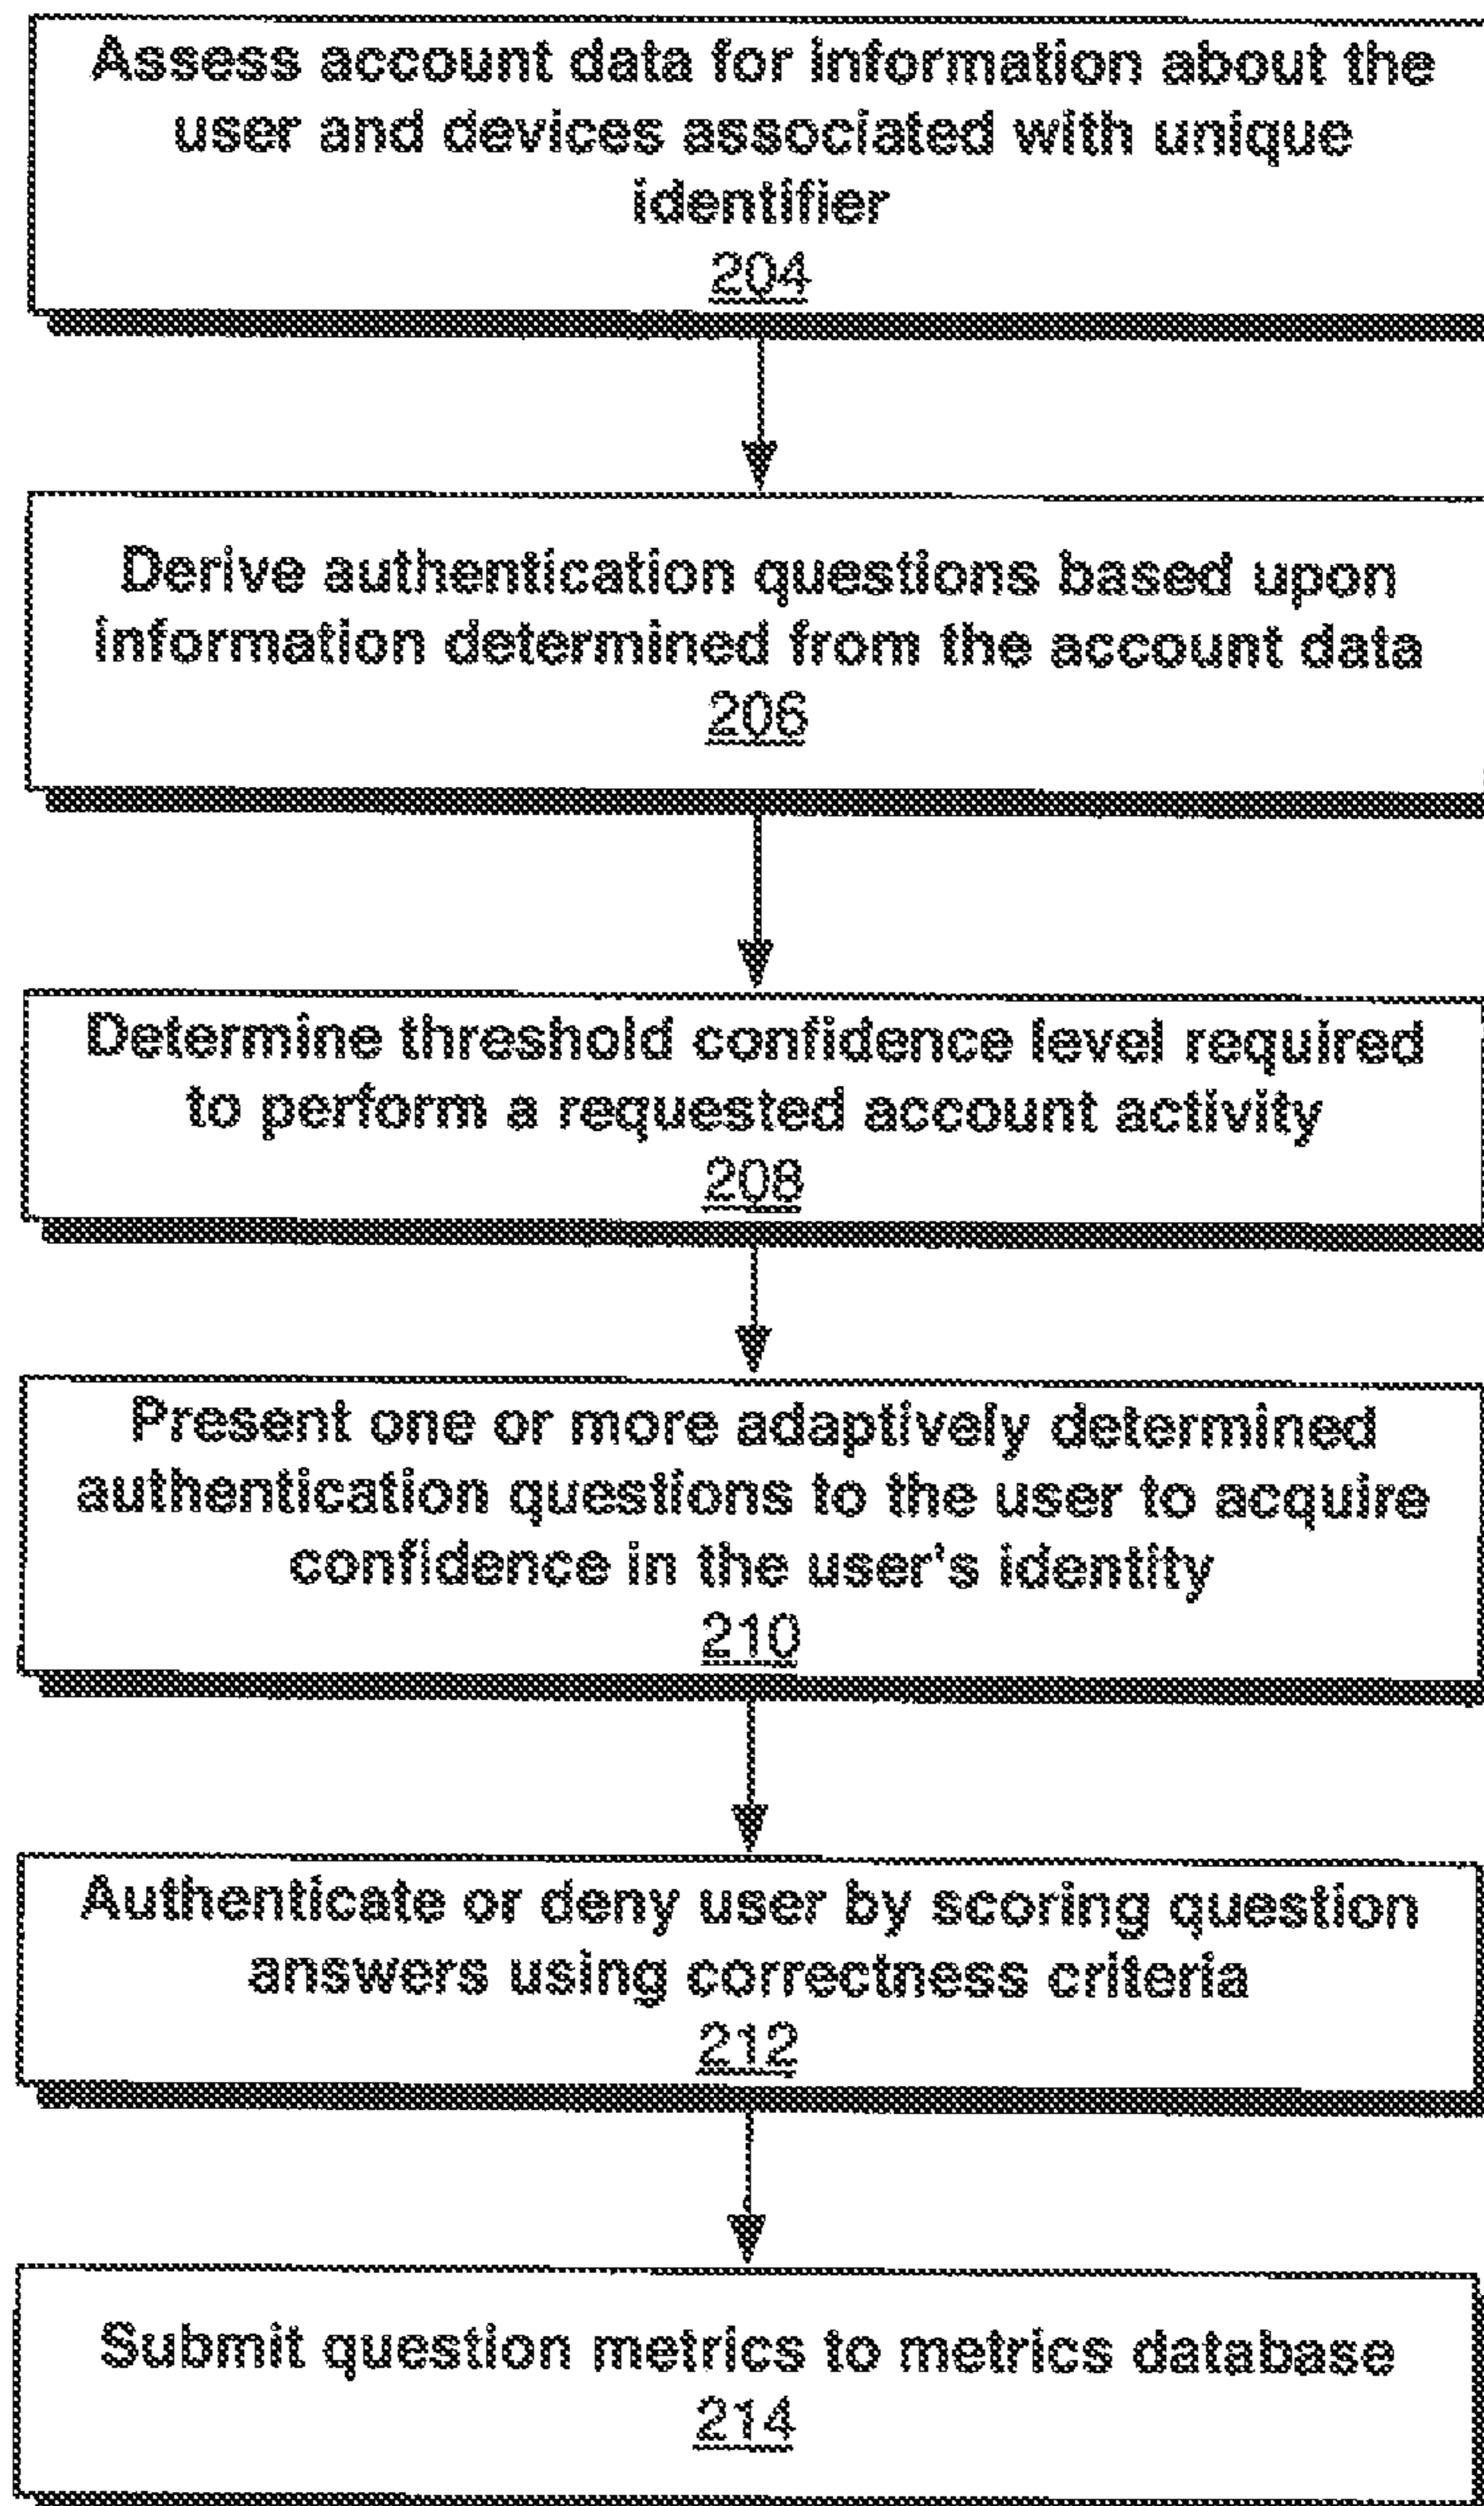 Assess account data for information about the
user and devices associated with unique
identifier
204
Derive authentication questions based upon
information determined from the account data
206
Determine threshold confidence level required
to perform a requested account activity
208
Present one or more adaptively determined
authentication questions to the user to acquire
confidence in the user's identity
210
Authenticate or deny user by scoring question
answers using correctness criteria
212
Submit question metrics to metrics database
214